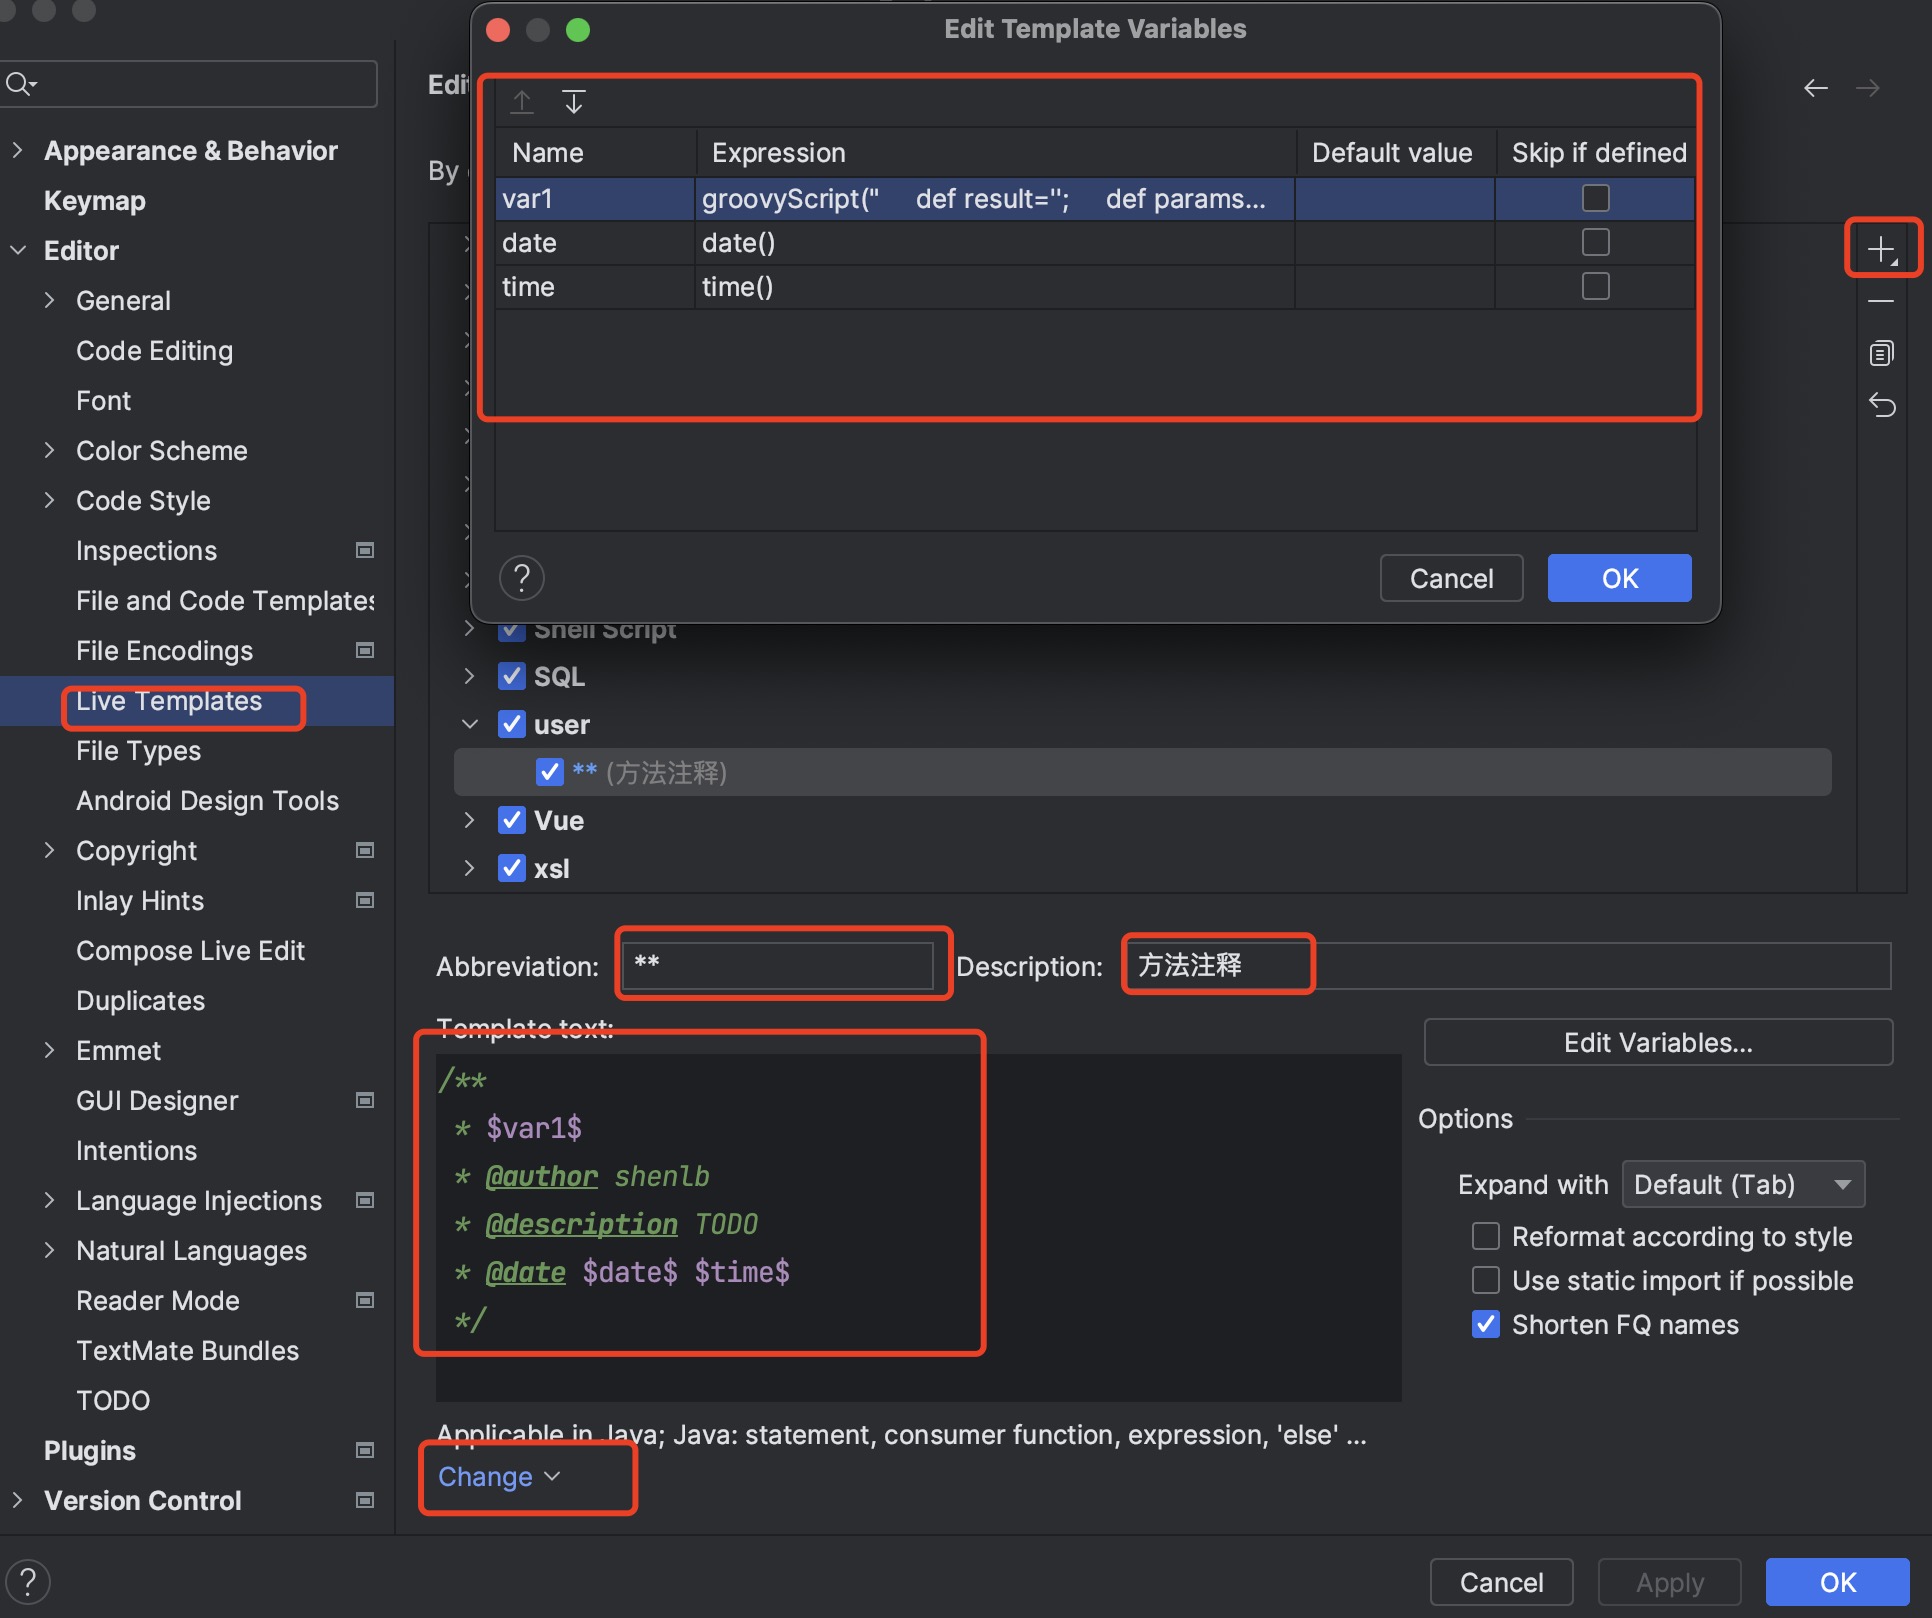 Edit Template Variables
Name Expression Default value Skip if defined
var1 groovyScript(" def result=''; def params...
date date()
time time()
Cancel OK
Appearance & Behavior
Keymap
Editor
General
Code Editing
Font
Color Scheme
Code Style
Inspections
File and Code Templates
File Encodings
Live Templates
File Types
Android Design Tools
Copyright
Inlay Hints
Compose Live Edit
Duplicates
Emmet
GUI Designer
Intentions
Language Injections
Natural Languages
Reader Mode
TextMate Bundles
TODO
Plugins
Version Control
By
Shell Script
SQL
user
** (方法注释)
Vue
xsl
Abbreviation: ** Description: 方法注释
Template text:
/**
* $var1$
* @author shenlb
* @description TODO
* @date $date$ $time$
*/
Edit Variables...
Options
Expand with Default (Tab)
Reformat according to style
Use static import if possible
Shorten FQ names
Applicable in Java; Java: statement, consumer function, expression, 'else' ...
Change
Cancel Apply OK